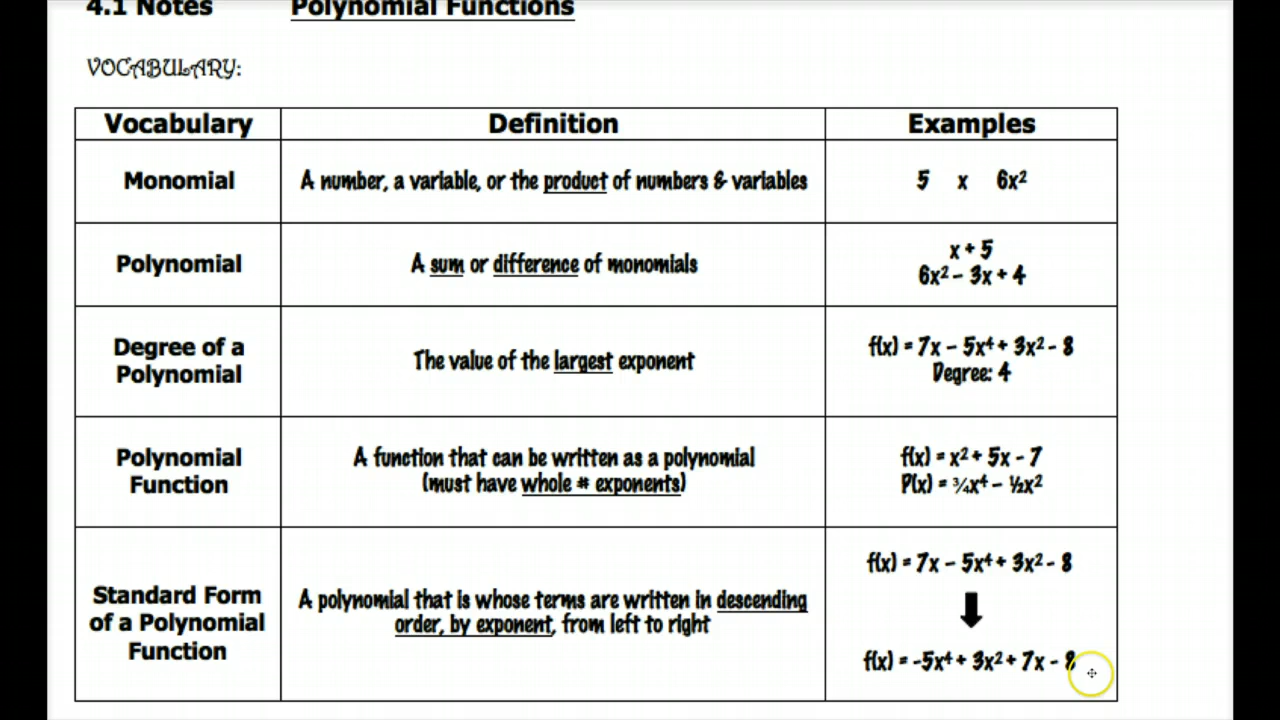 4.1 Notes Polynomial Functions
VOCABULARY:
Vocabulary Definition Examples
Monomial A number, a variable, or the product of numbers & variables 5 x 6x²
Polynomial A sum or difference of monomials
x + 5
6x² – 3x + 4
Degree of a
Polynomial
The value of the largest exponent
f(x) = 7x – 5x⁴ + 3x² - 8
Degree: 4
Polynomial
Function
A function that can be written as a polynomial
(must have whole # exponents)
f(x) = x² + 5x - 7
P(x) = ¾x⁴ – ½x²
Standard Form
of a Polynomial
Function
A polynomial that is whose terms are written in descending
order, by exponent, from left to right
f(x) = 7x – 5x⁴ + 3x² - 8
f(x) = -5x⁴ + 3x² + 7x - 8